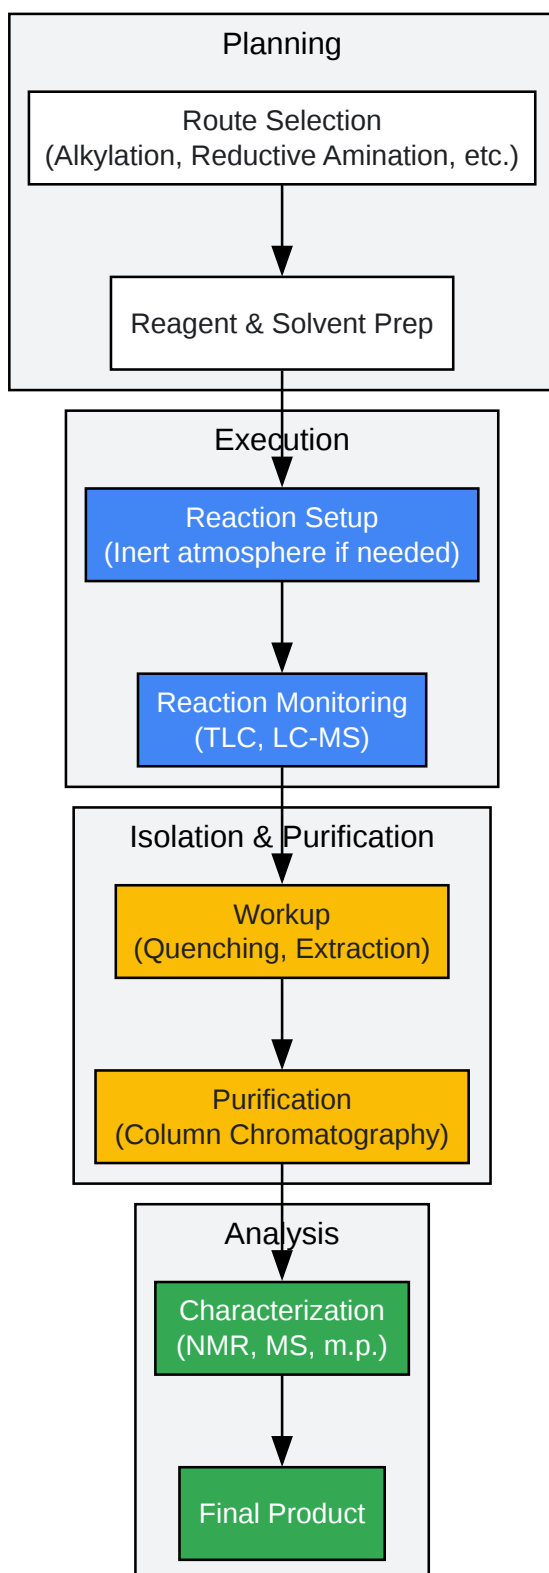 Planning
Route Selection
(Alkylation, Reductive Amination, etc.)
Reagent & Solvent Prep
Execution
Reaction Setup
(Inert atmosphere if needed)
Reaction Monitoring
(TLC, LC-MS)
Isolation & Purification
Workup
(Quenching, Extraction)
Purification
(Column Chromatography)
Analysis
Characterization
(NMR, MS, m.p.)
Final Product